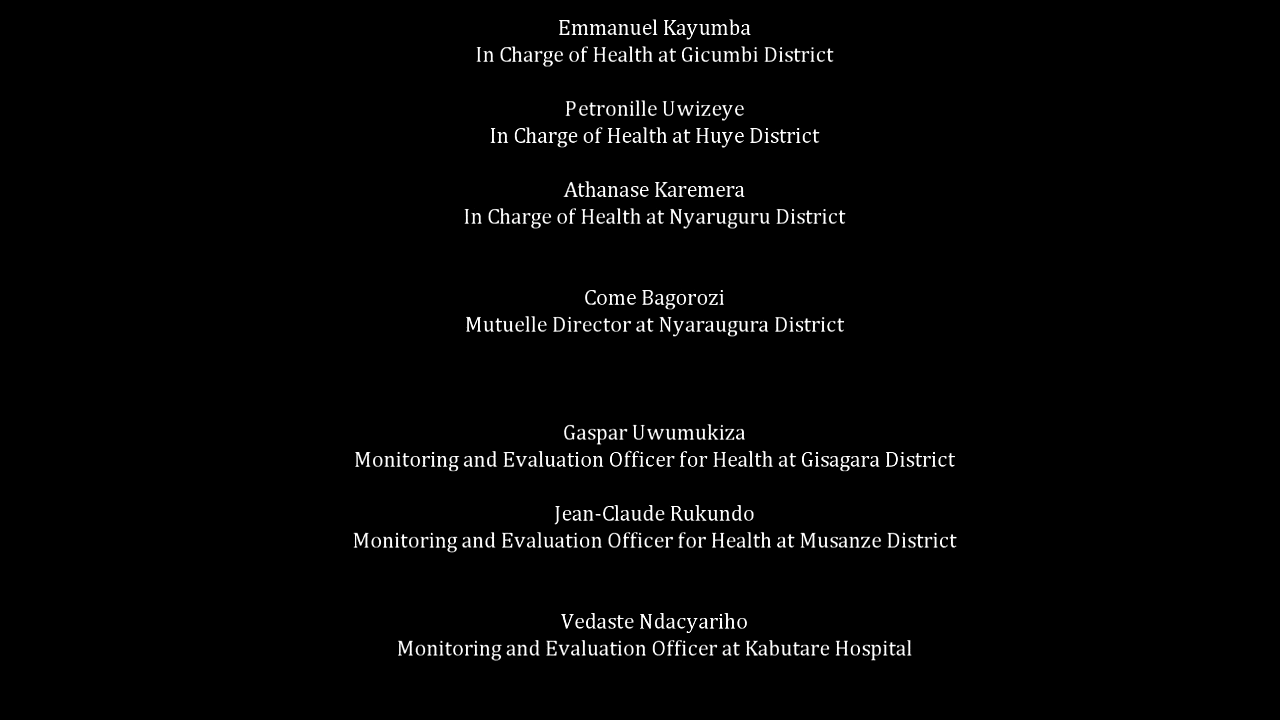 Emmanuel Kayumba
In Charge of Health at Gicumbi District
Petronille Uwizeye
In Charge of Health at Huye District
Athanase Karemera
In Charge of Health at Nyaruguru District
Come Bagorozi
Mutuelle Director at Nyaraugura District
Gaspar Uwumukiza
Monitoring and Evaluation Officer for Health at Gisagara District
Jean-Claude Rukundo
Monitoring and Evaluation Officer for Health at Musanze District
Vedaste Ndacyariho
Monitoring and Evaluation Officer at Kabutare Hospital